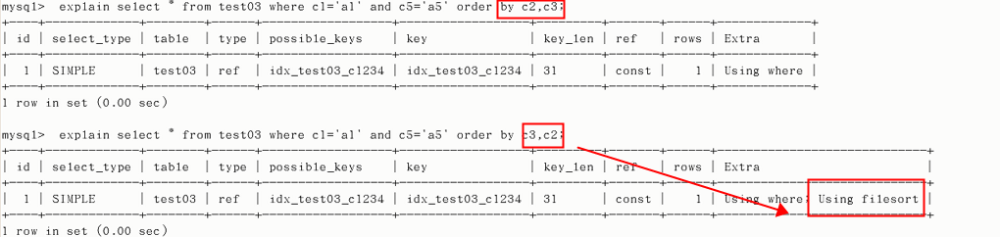 mysql> explain select * from test03 where c1='a1' and c5='a5' order by c2,c3;
+----+-------------+--------+------+-----------------+-----------------+---------+-------+------+-------------+
| id | select_type | table | type | possible_keys | key | key_len | ref | rows | Extra |
+----+-------------+--------+------+-----------------+-----------------+---------+-------+------+-------------+
| 1 | SIMPLE | test03 | ref | idx_test03_c1234 | idx_test03_c1234 | 31 | const | 1 | Using where |
+----+-------------+--------+------+-----------------+-----------------+---------+-------+------+-------------+
1 row in set (0.00 sec)
mysql> explain select * from test03 where c1='a1' and c5='a5' order by c3,c2;
+----+-------------+--------+------+-----------------+-----------------+---------+-------+------+-----------------------------+
| id | select_type | table | type | possible_keys | key | key_len | ref | rows | Extra |
+----+-------------+--------+------+-----------------+-----------------+---------+-------+------+-----------------------------+
| 1 | SIMPLE | test03 | ref | idx_test03_c1234 | idx_test03_c1234 | 31 | const | 1 | Using where; Using filesort |
+----+-------------+--------+------+-----------------+-----------------+---------+-------+------+-----------------------------+
1 row in set (0.00 sec)